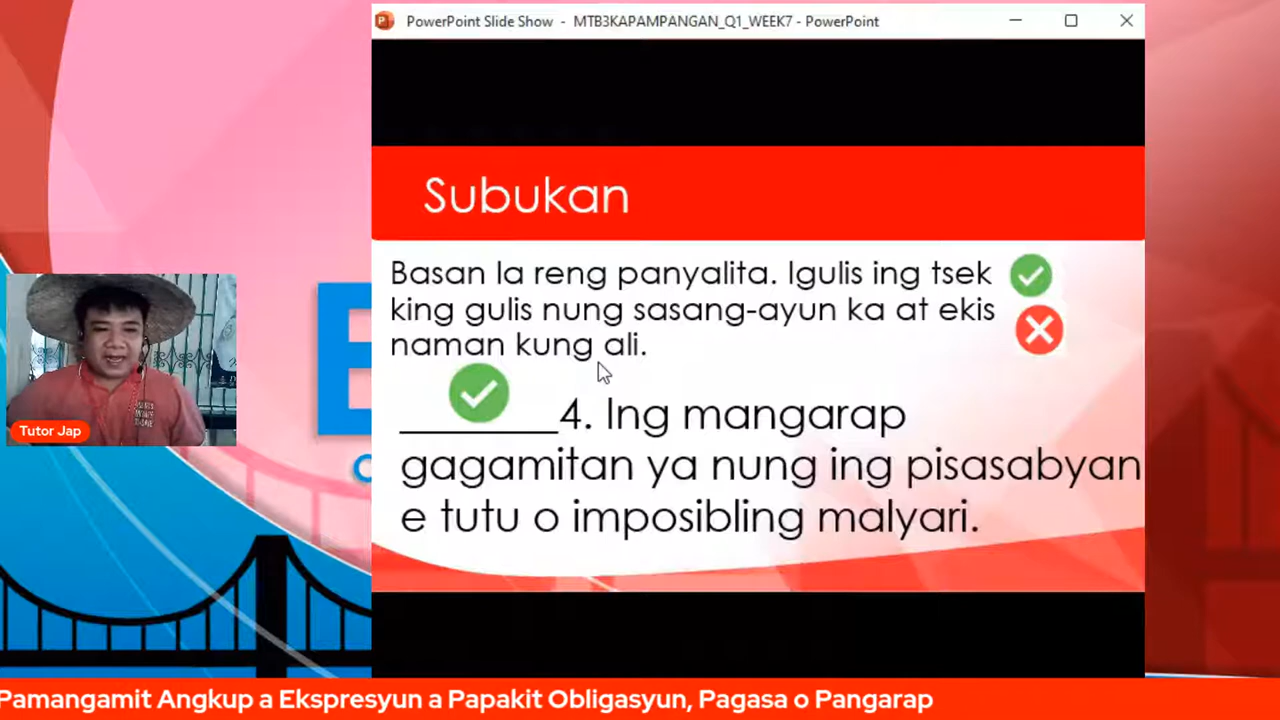 PowerPoint Slide Show - MTB3KAPAMPANGAN_Q1_WEEK7 - PowerPoint
Subukan
Basan la reng panyalita. Igulis ing tsek
king gulis nung sasang-ayun ka at ekis
naman kung ali.
________4. Ing mangarap
gagamitan ya nung ing pisasabyan
e tutu o imposibling malyari.
Tutor Jap
Pamangamit Angkup a Ekspresyun a Papakit Obligasyun, Pagasa o Pangarap